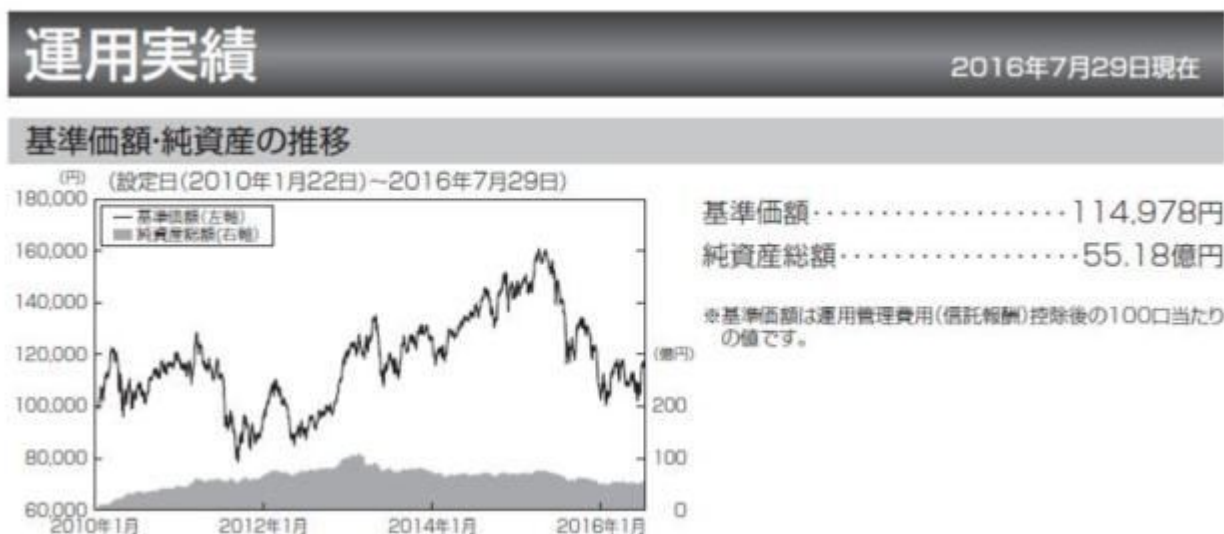 運用実績
2016年7月29日現在
基準価額・純資産の推移
(円)
(設定日(2010年1月22日)～2016年7月29日)
180,000
160,000
140,000
120,000
100,000
80,000
60,000
基準価額(左軸)
純資産総額(右軸)
(億円)
200
100
0
2010年1月
2012年1月
2014年1月
2016年1月
基準価額・・・・・・・・・・・・・・・・・・・114,978円
純資産総額・・・・・・・・・・・・・・・・・・55.18億円
※基準価額は運用管理費用(信託報酬)控除後の100口当たり
の値です。